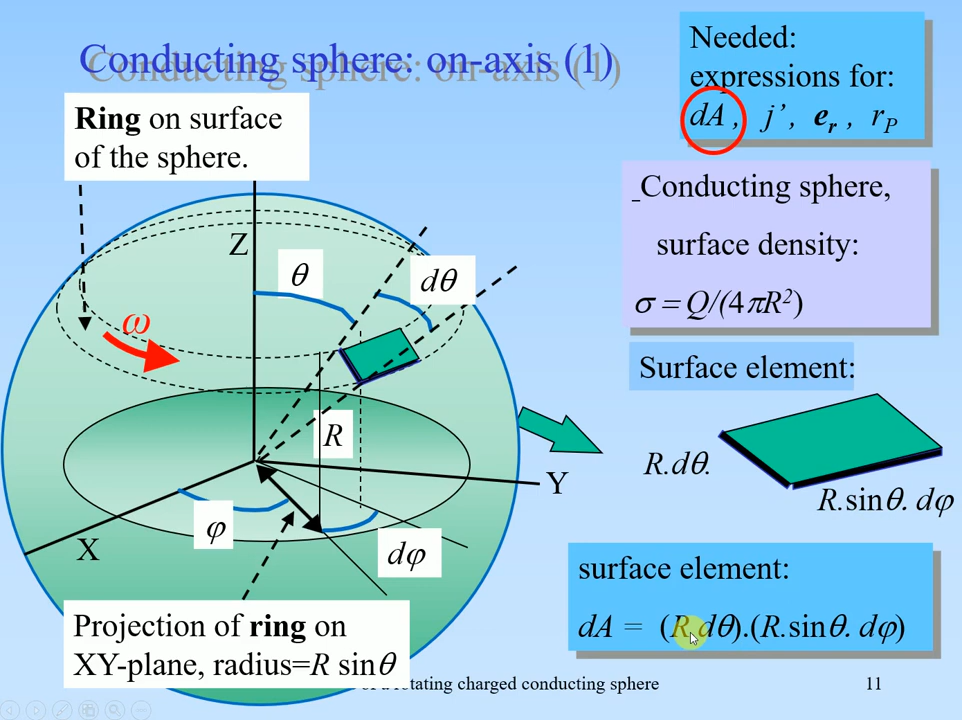 Conducting sphere: on-axis (1)
Needed:
expressions for:
dA , j’ , er , rP
Ring on surface
of the sphere.
Conducting sphere,
surface density:
σ = Q/(4πR²)
Z
θ
dθ
ω
Surface element:
R
R.dθ.
R.sinθ. dφ
Y
φ
X
dφ
surface element:
dA = (R.dθ).(R.sinθ. dφ)
Projection of ring on
XY-plane, radius=R sinθ
rotating charged conducting sphere
11